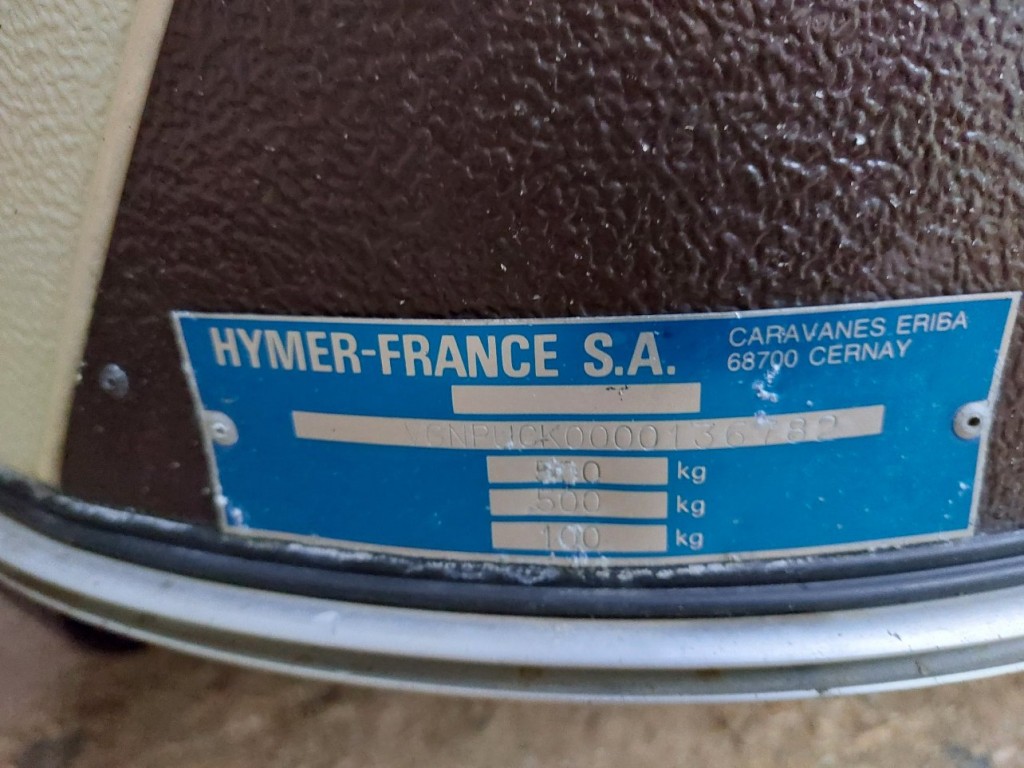 HYMER-FRANCE S.A.
CARAVANES ERIBA
68700 CERNAY
kg
500 kg
100 kg